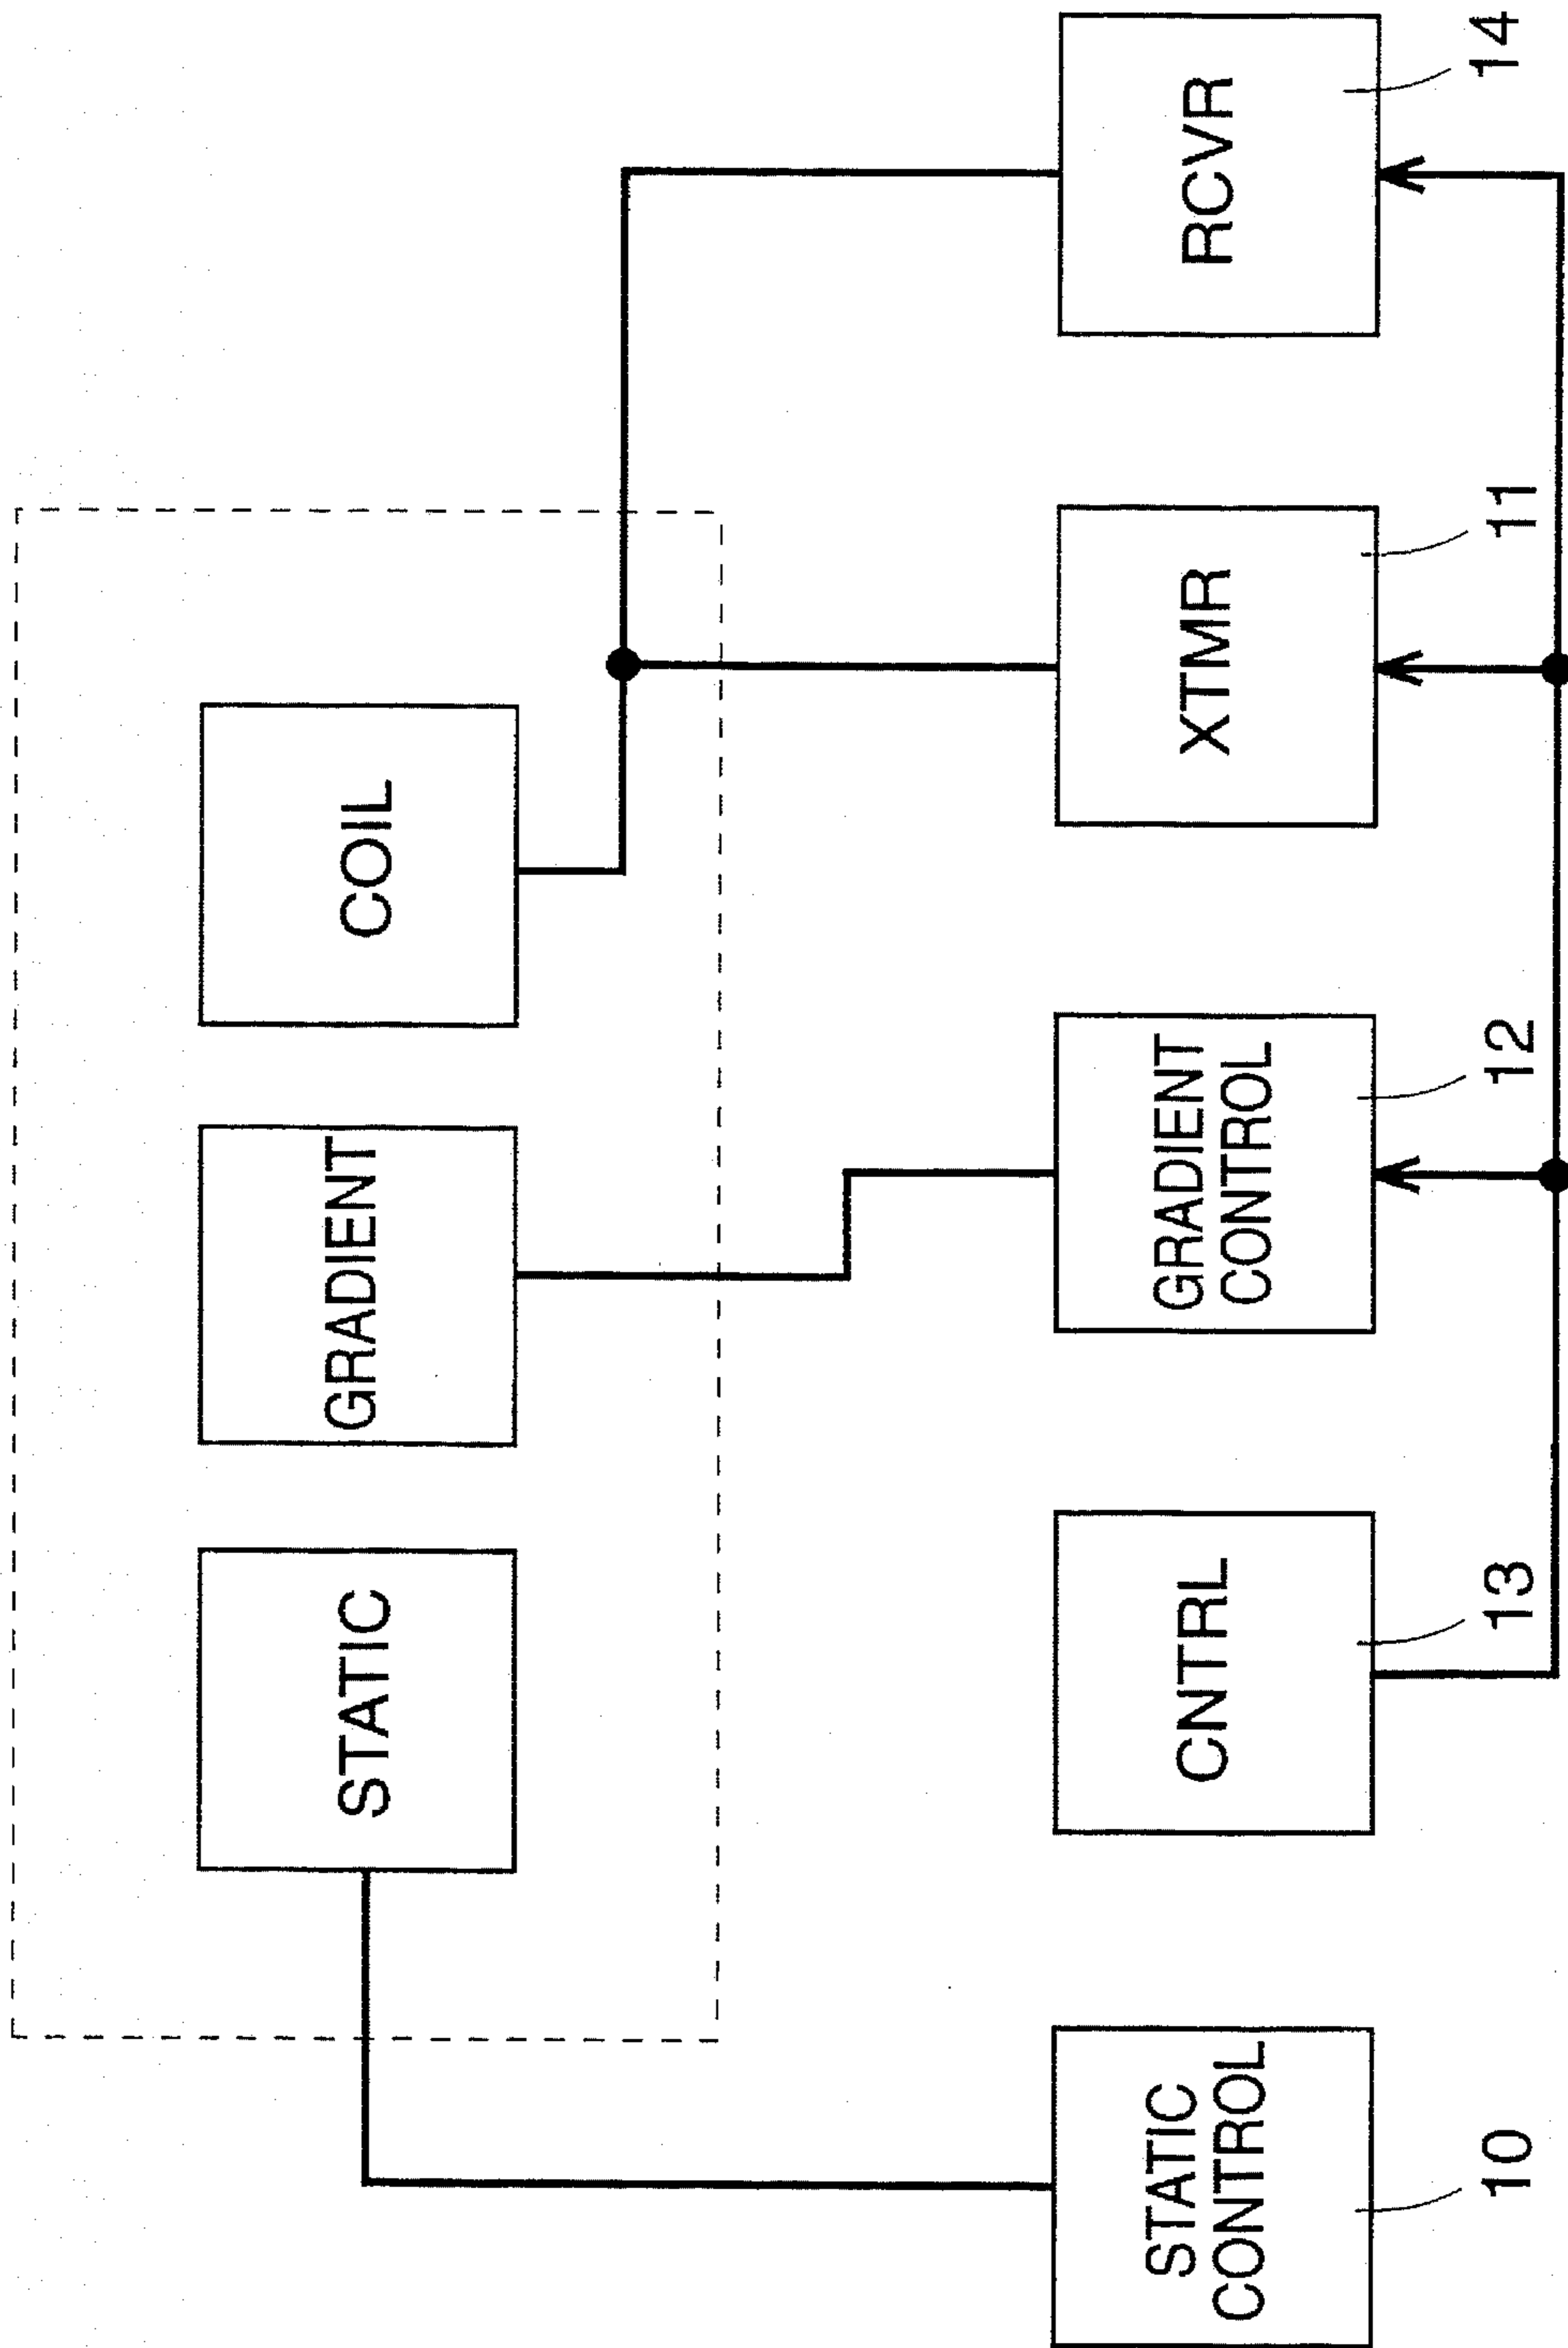 STATIC
GRADIENT
COIL
STATIC
CONTROL
CNTRL
GRADIENT
CONTROL
XTMR
RCVR
10
13
12
11
14